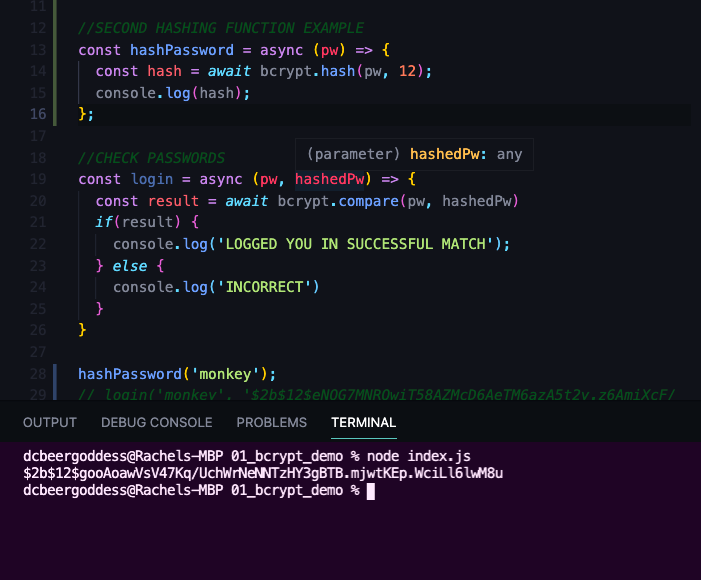 11
12 //SECOND HASHING FUNCTION EXAMPLE
13 const hashPassword = async (pw) => {
14 const hash = await bcrypt.hash(pw, 12);
15 console.log(hash);
16 };
17
(parameter) hashedPw: any
18 //CHECK PASSWORDS
19 const login = async (pw, hashedPw) => {
20 const result = await bcrypt.compare(pw, hashedPw)
21 if(result) {
22 console.log('LOGGED YOU IN SUCCESSFUL MATCH');
23 } else {
24 console.log('INCORRECT')
25 }
26 }
27
28 hashPassword('monkey');
29 // login('monkey', '$2b$12$eNOG7MNROwiT58AZMcD6AeTM6azA5t2v.z6AmiXcF/
OUTPUT DEBUG CONSOLE PROBLEMS TERMINAL
dcbeergoddess@Rachels-MBP 01_bcrypt_demo % node index.js
$2b$12$gooAoawVsV47Kq/UchWrNeNNTzHY3gBTB.mjwtKEp.WciLl6lwM8u
dcbeergoddess@Rachels-MBP 01_bcrypt_demo %